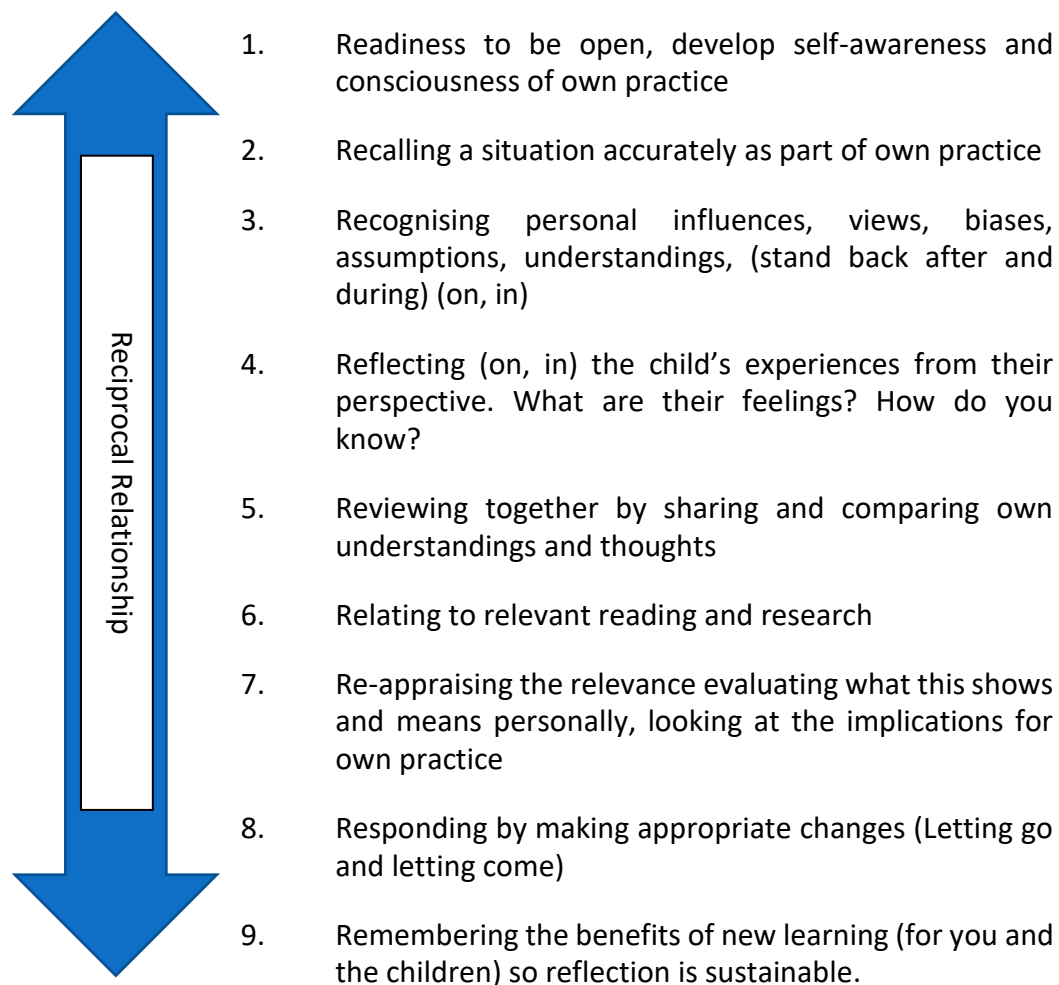 Reciprocal Relationship
1. Readiness to be open, develop self-awareness and
consciousness of own practice
2. Recalling a situation accurately as part of own practice
3. Recognising personal influences, views, biases,
assumptions, understandings, (stand back after and
during) (on, in)
4. Reflecting (on, in) the child’s experiences from their
perspective. What are their feelings? How do you
know?
5. Reviewing together by sharing and comparing own
understandings and thoughts
6. Relating to relevant reading and research
7. Re-appraising the relevance evaluating what this shows
and means personally, looking at the implications for
own practice
8. Responding by making appropriate changes (Letting go
and letting come)
9. Remembering the benefits of new learning (for you and
the children) so reflection is sustainable.